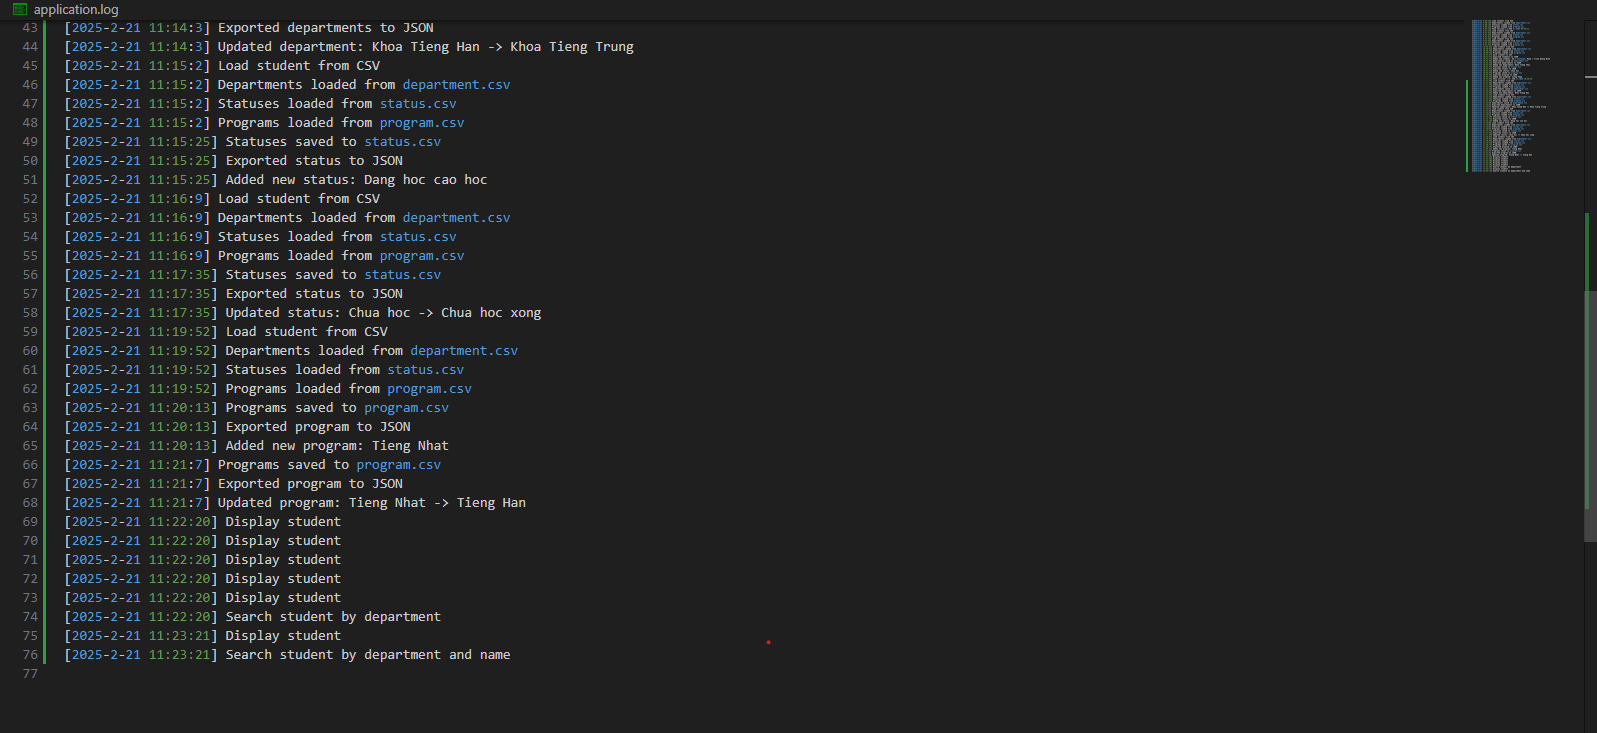 application.log
43 [2025-2-21 11:14:3] Exported departments to JSON
44 [2025-2-21 11:14:3] Updated department: Khoa Tieng Han -> Khoa Tieng Trung
45 [2025-2-21 11:15:2] Load student from CSV
46 [2025-2-21 11:15:2] Departments loaded from department.csv
47 [2025-2-21 11:15:2] Statuses loaded from status.csv
48 [2025-2-21 11:15:2] Programs loaded from program.csv
49 [2025-2-21 11:15:25] Statuses saved to status.csv
50 [2025-2-21 11:15:25] Exported status to JSON
51 [2025-2-21 11:15:25] Added new status: Dang hoc cao hoc
52 [2025-2-21 11:16:9] Load student from CSV
53 [2025-2-21 11:16:9] Departments loaded from department.csv
54 [2025-2-21 11:16:9] Statuses loaded from status.csv
55 [2025-2-21 11:16:9] Programs loaded from program.csv
56 [2025-2-21 11:17:35] Statuses saved to status.csv
57 [2025-2-21 11:17:35] Exported status to JSON
58 [2025-2-21 11:17:35] Updated status: Chua hoc -> Chua hoc xong
59 [2025-2-21 11:19:52] Load student from CSV
60 [2025-2-21 11:19:52] Departments loaded from department.csv
61 [2025-2-21 11:19:52] Statuses loaded from status.csv
62 [2025-2-21 11:19:52] Programs loaded from program.csv
63 [2025-2-21 11:20:13] Programs saved to program.csv
64 [2025-2-21 11:20:13] Exported program to JSON
65 [2025-2-21 11:20:13] Added new program: Tieng Nhat
66 [2025-2-21 11:21:7] Programs saved to program.csv
67 [2025-2-21 11:21:7] Exported program to JSON
68 [2025-2-21 11:21:7] Updated program: Tieng Nhat -> Tieng Han
69 [2025-2-21 11:22:20] Display student
70 [2025-2-21 11:22:20] Display student
71 [2025-2-21 11:22:20] Display student
72 [2025-2-21 11:22:20] Display student
73 [2025-2-21 11:22:20] Display student
74 [2025-2-21 11:22:20] Search student by department
75 [2025-2-21 11:23:21] Display student
76 [2025-2-21 11:23:21] Search student by department and name
77